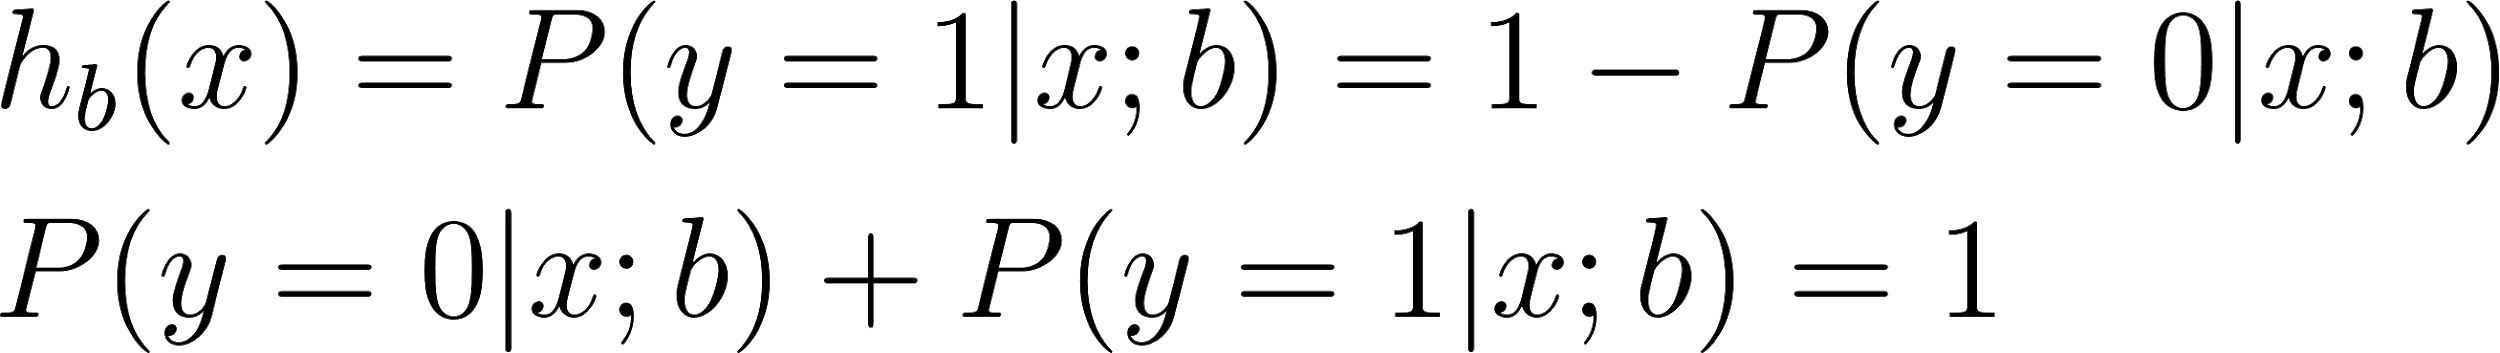 h_b(x) = P(y = 1|x; b) = 1 − P(y = 0|x; b)
P(y = 0|x; b) + P(y = 1|x; b) = 1